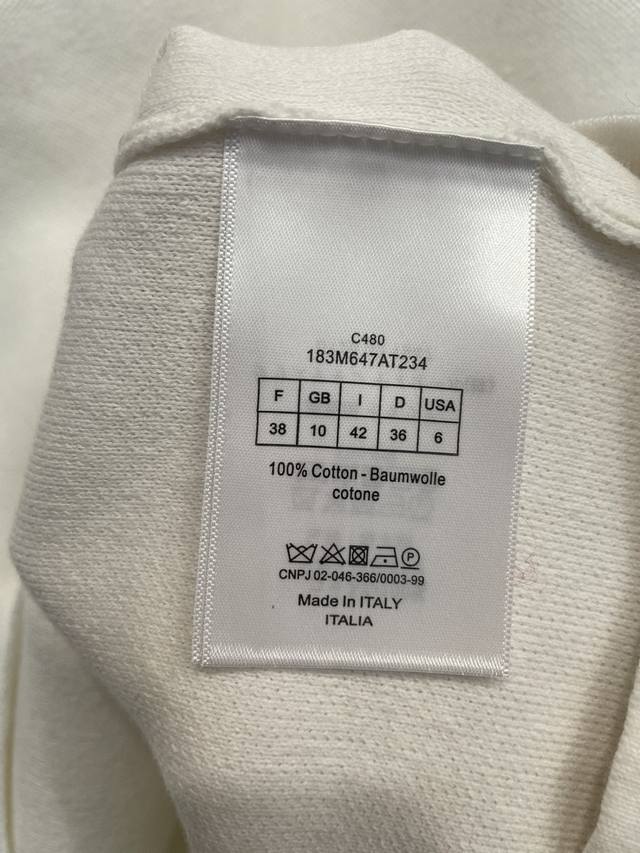 C480
183M647AT234
F GB I D USA
38 10 42 36 6
100% Cotton - Baumwolle
cotone
P
CNPJ 02-046-366/0003-99
Made In ITALY
ITALIA